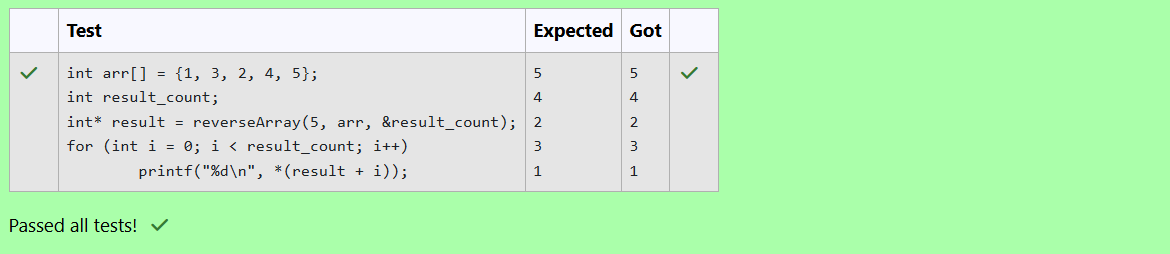 Test Expected Got
int arr[] = {1, 3, 2, 4, 5}; 5 5
int result_count; 4 4
int* result = reverseArray(5, arr, &result_count); 2 2
for (int i = 0; i < result_count; i++) 3 3
printf("%d\n", *(result + i)); 1 1
Passed all tests!